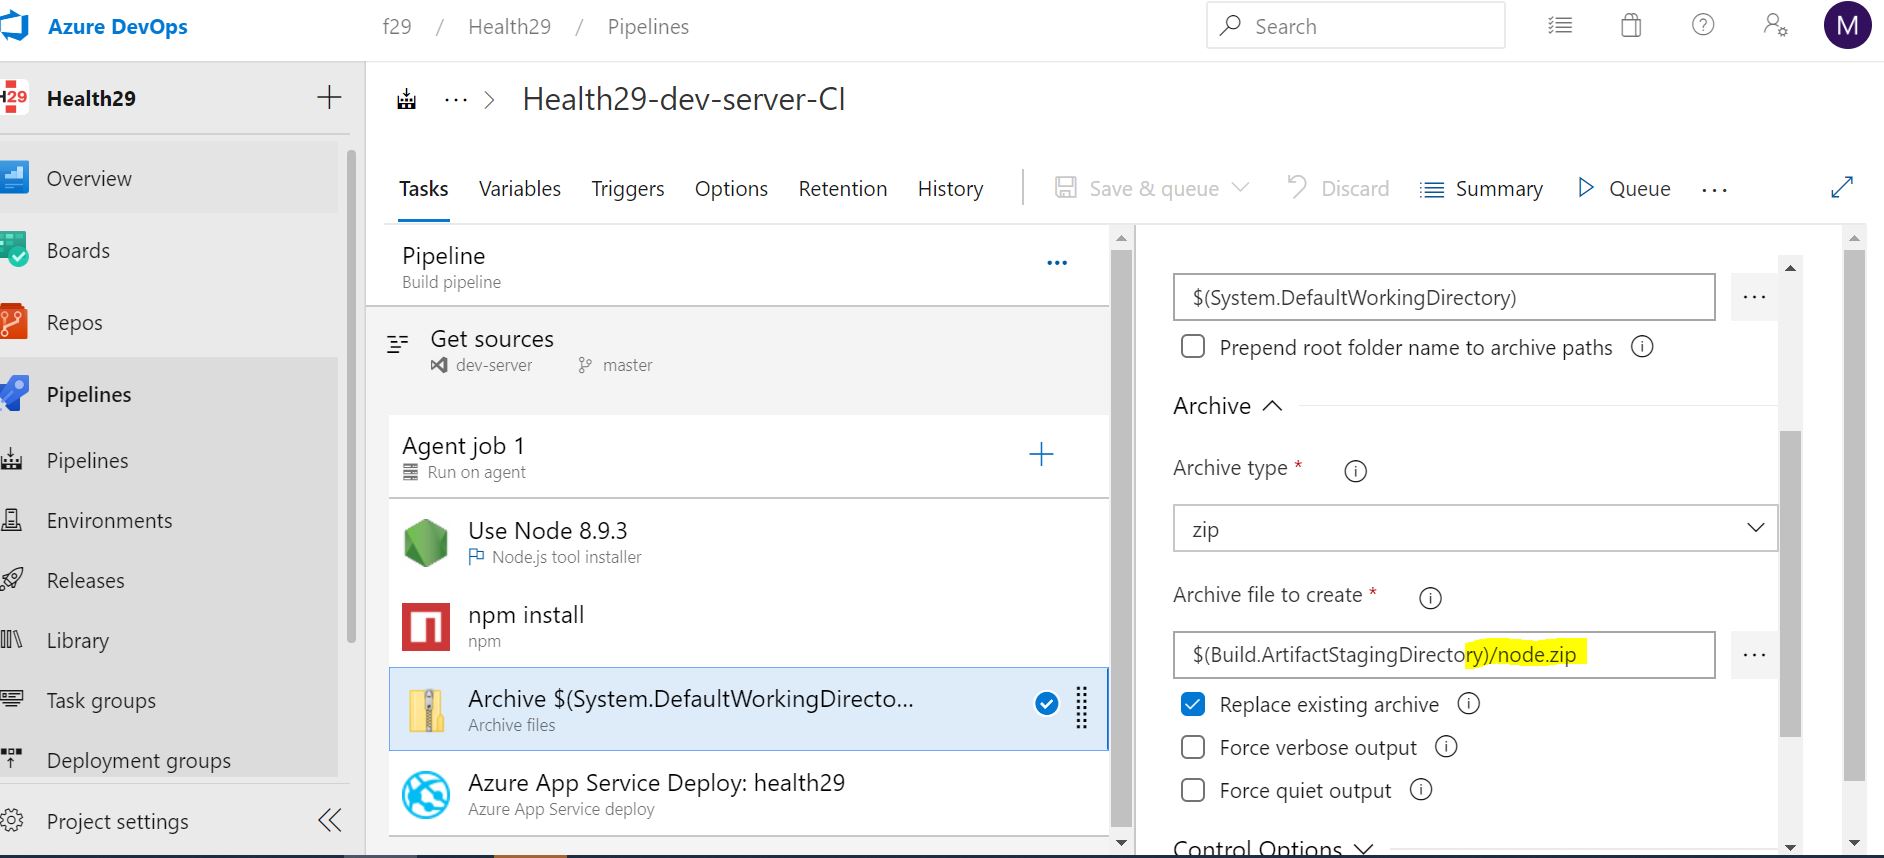 Azure DevOps
f29 / Health29 / Pipelines
Search
M
H29
Health29
Overview
Boards
Repos
Pipelines
Pipelines
Environments
Releases
Library
Task groups
Deployment groups
Project settings
··· > Health29-dev-server-CI
Tasks Variables Triggers Options Retention History Save & queue Discard Summary Queue ···
Pipeline
Build pipeline
Get sources
dev-server master
Agent job 1
Run on agent
Use Node 8.9.3
Node.js tool installer
npm install
npm
Archive $(System.DefaultWorkingDirecto...
Archive files
Azure App Service Deploy: health29
Azure App Service deploy
$(System.DefaultWorkingDirectory)
Prepend root folder name to archive paths
Archive
Archive type *
zip
Archive file to create *
$(Build.ArtifactStagingDirectory)/node.zip
Replace existing archive
Force verbose output
Force quiet output
Control Options